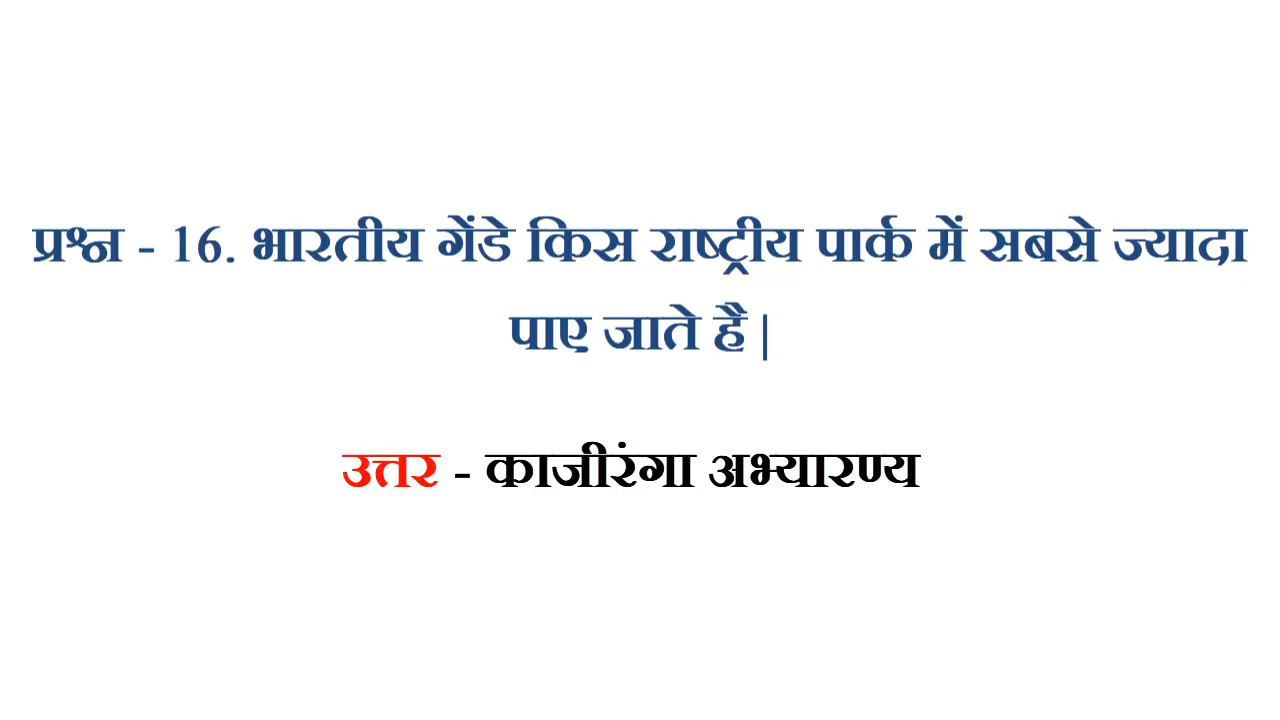 प्रश्न - 16. भारतीय गेंडे किस राष्ट्रीय पार्क में सबसे ज्यादा
पाए जाते है |
उत्तर - काजीरंगा अभ्यारण्य